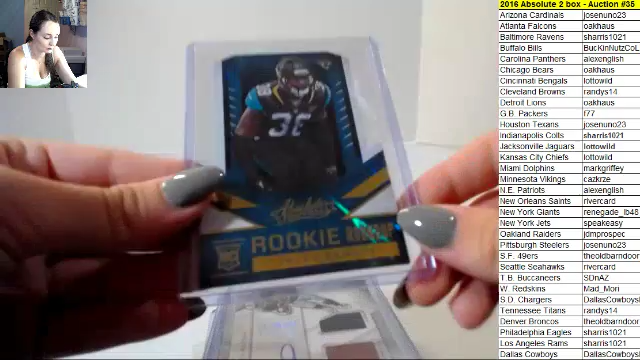 2016 Absolute 2 box - Auction #35
Arizona Cardinals josenuno23
Atlanta Falcons oakhaus
Baltimore Ravens sharris1021
Buffalo Bills BucKinNutzCoL
Carolina Panthers alexenglish
Chicago Bears oakhaus
Cincinnati Bengals lottowild
Cleveland Browns randys14
Detroit Lions oakhaus
G.B. Packers f77
Houston Texans josenuno23
Indianapolis Colts sharris1021
Jacksonville Jaguars lottowild
Kansas City Chiefs lottowild
Miami Dolphins markgriffey
Minnesota Vikings cazkrze
N.E. Patriots alexenglish
New Orleans Saints rivercard
New York Giants renegade_lb48
New York Jets speakeasy
Oakland Raiders jdmprospec
Pittsburgh Steelers josenuno23
S.F. 49ers theoldbarndoor
Seattle Seahawks rivercard
T.B. Buccaneers SDnAZ
W. Redskins Mad_Mori
S.D. Chargers DallasCowboys
Tennessee Titans randys14
Denver Broncos theoldbarndoor
Philadelphia Eagles sharris1021
Los Angeles Rams sharris1021
Dallas Cowboys DallasCowboys
36
Absolute
RC
ROOKIE